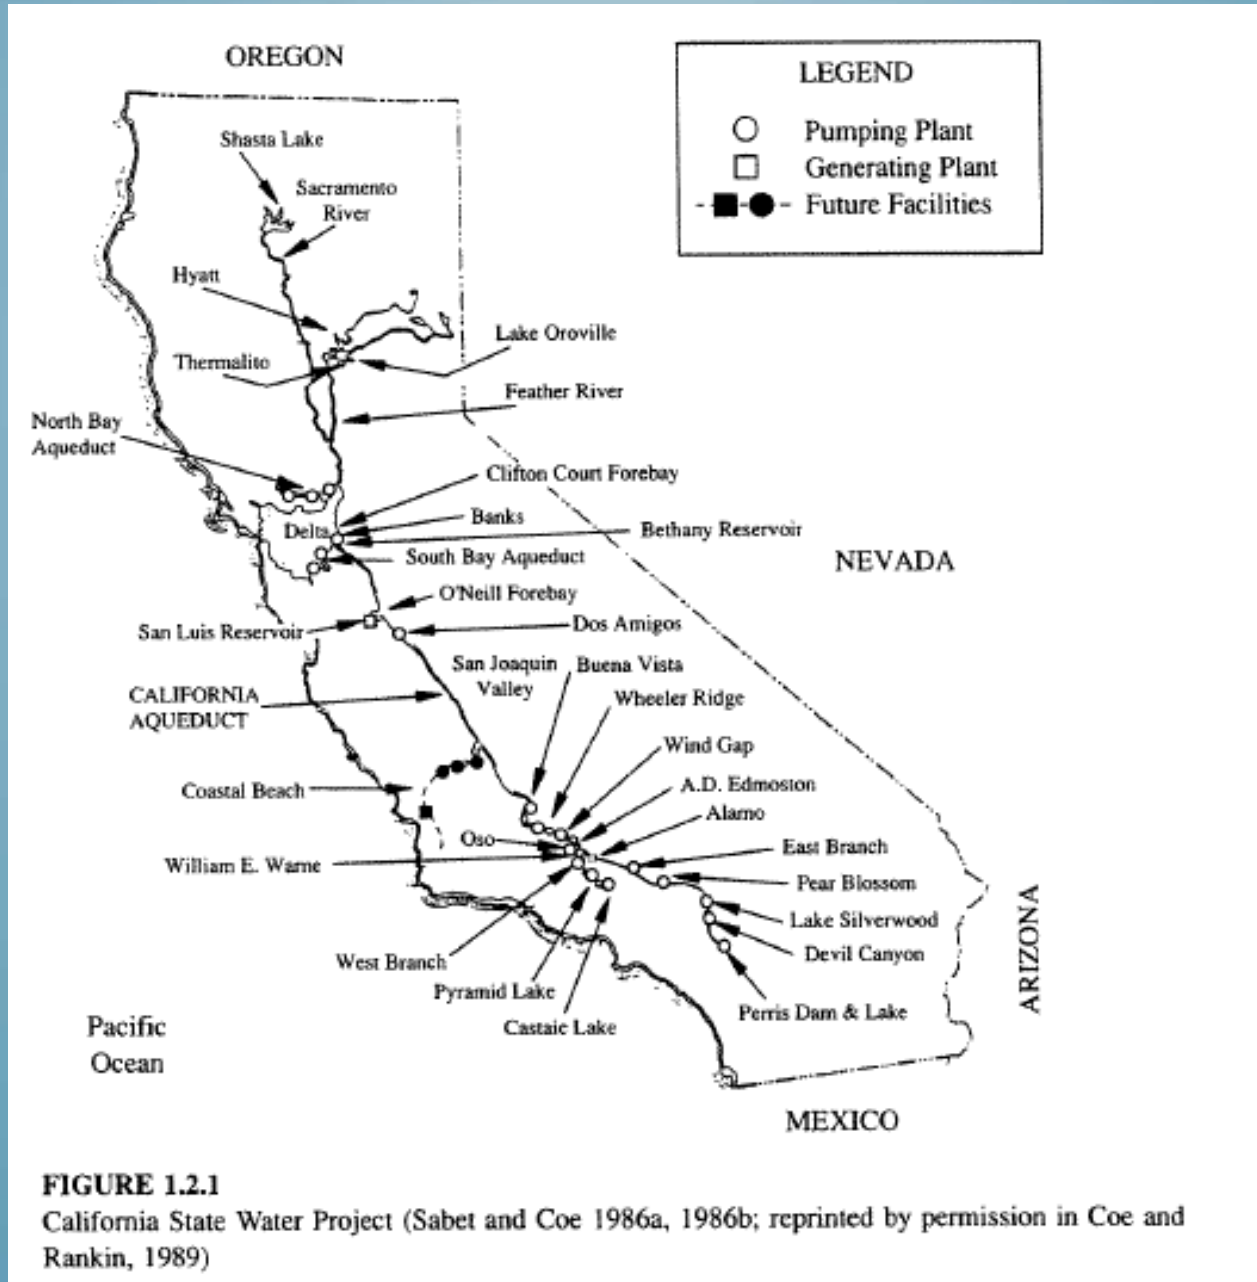 OREGON
LEGEND
Pumping Plant
Generating Plant
Future Facilities
Shasta Lake
Sacramento
River
Hyatt
Lake Oroville
Thermalito
Feather River
North Bay
Aqueduct
Clifton Court Forebay
Banks
Delta
Bethany Reservoir
South Bay Aqueduct
NEVADA
O'Neill Forebay
San Luis Reservoir
Dos Amigos
San Joaquin
Valley
Buena Vista
CALIFORNIA
AQUEDUCT
Wheeler Ridge
Wind Gap
Coastal Beach
A.D. Edmoston
Alamo
Oso
East Branch
William E. Warne
Pear Blossom
Lake Silverwood
Devil Canyon
ARIZONA
West Branch
Pyramid Lake
Perris Dam & Lake
Castaic Lake
Pacific
Ocean
MEXICO
FIGURE 1.2.1
California State Water Project (Sabet and Coe 1986a, 1986b; reprinted by permission in Coe and
Rankin, 1989)